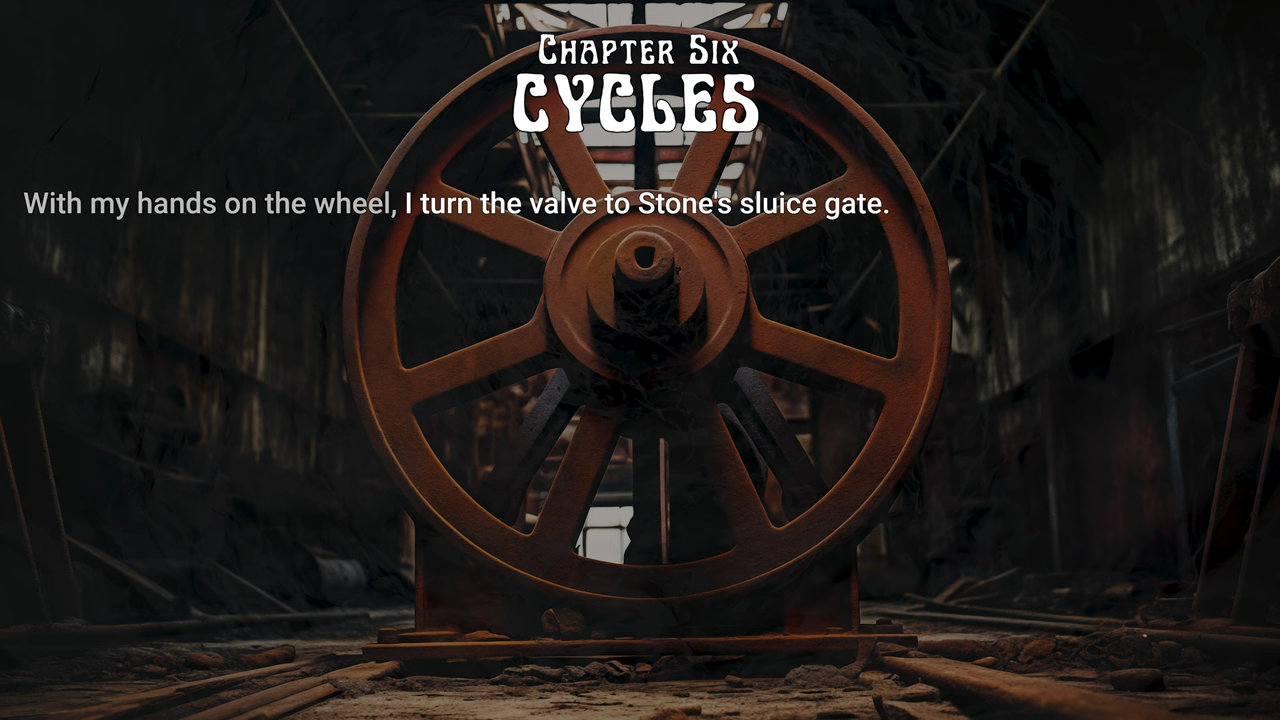 Chapter Six
CYCLES
With my hands on the wheel, I turn the valve to Stone's sluice gate.